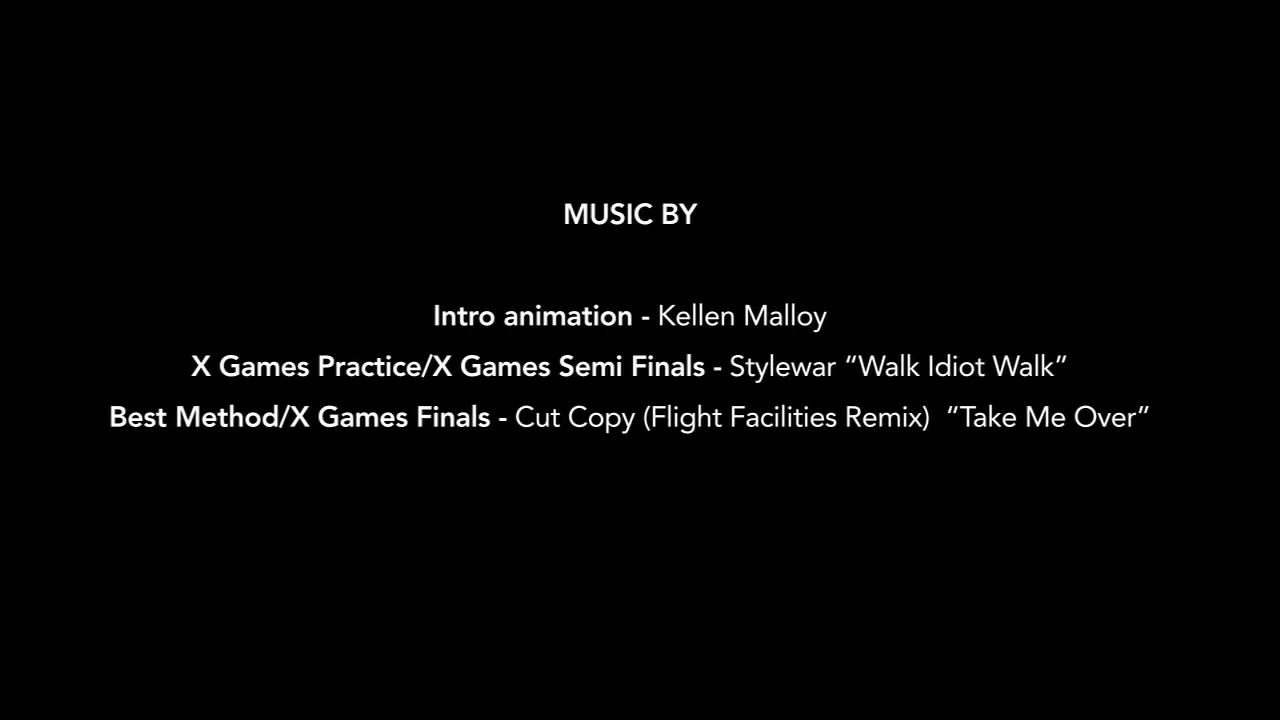 MUSIC BY
Intro animation - Kellen Malloy
X Games Practice/X Games Semi Finals - Stylewar “Walk Idiot Walk”
Best Method/X Games Finals - Cut Copy (Flight Facilities Remix)  “Take Me Over”